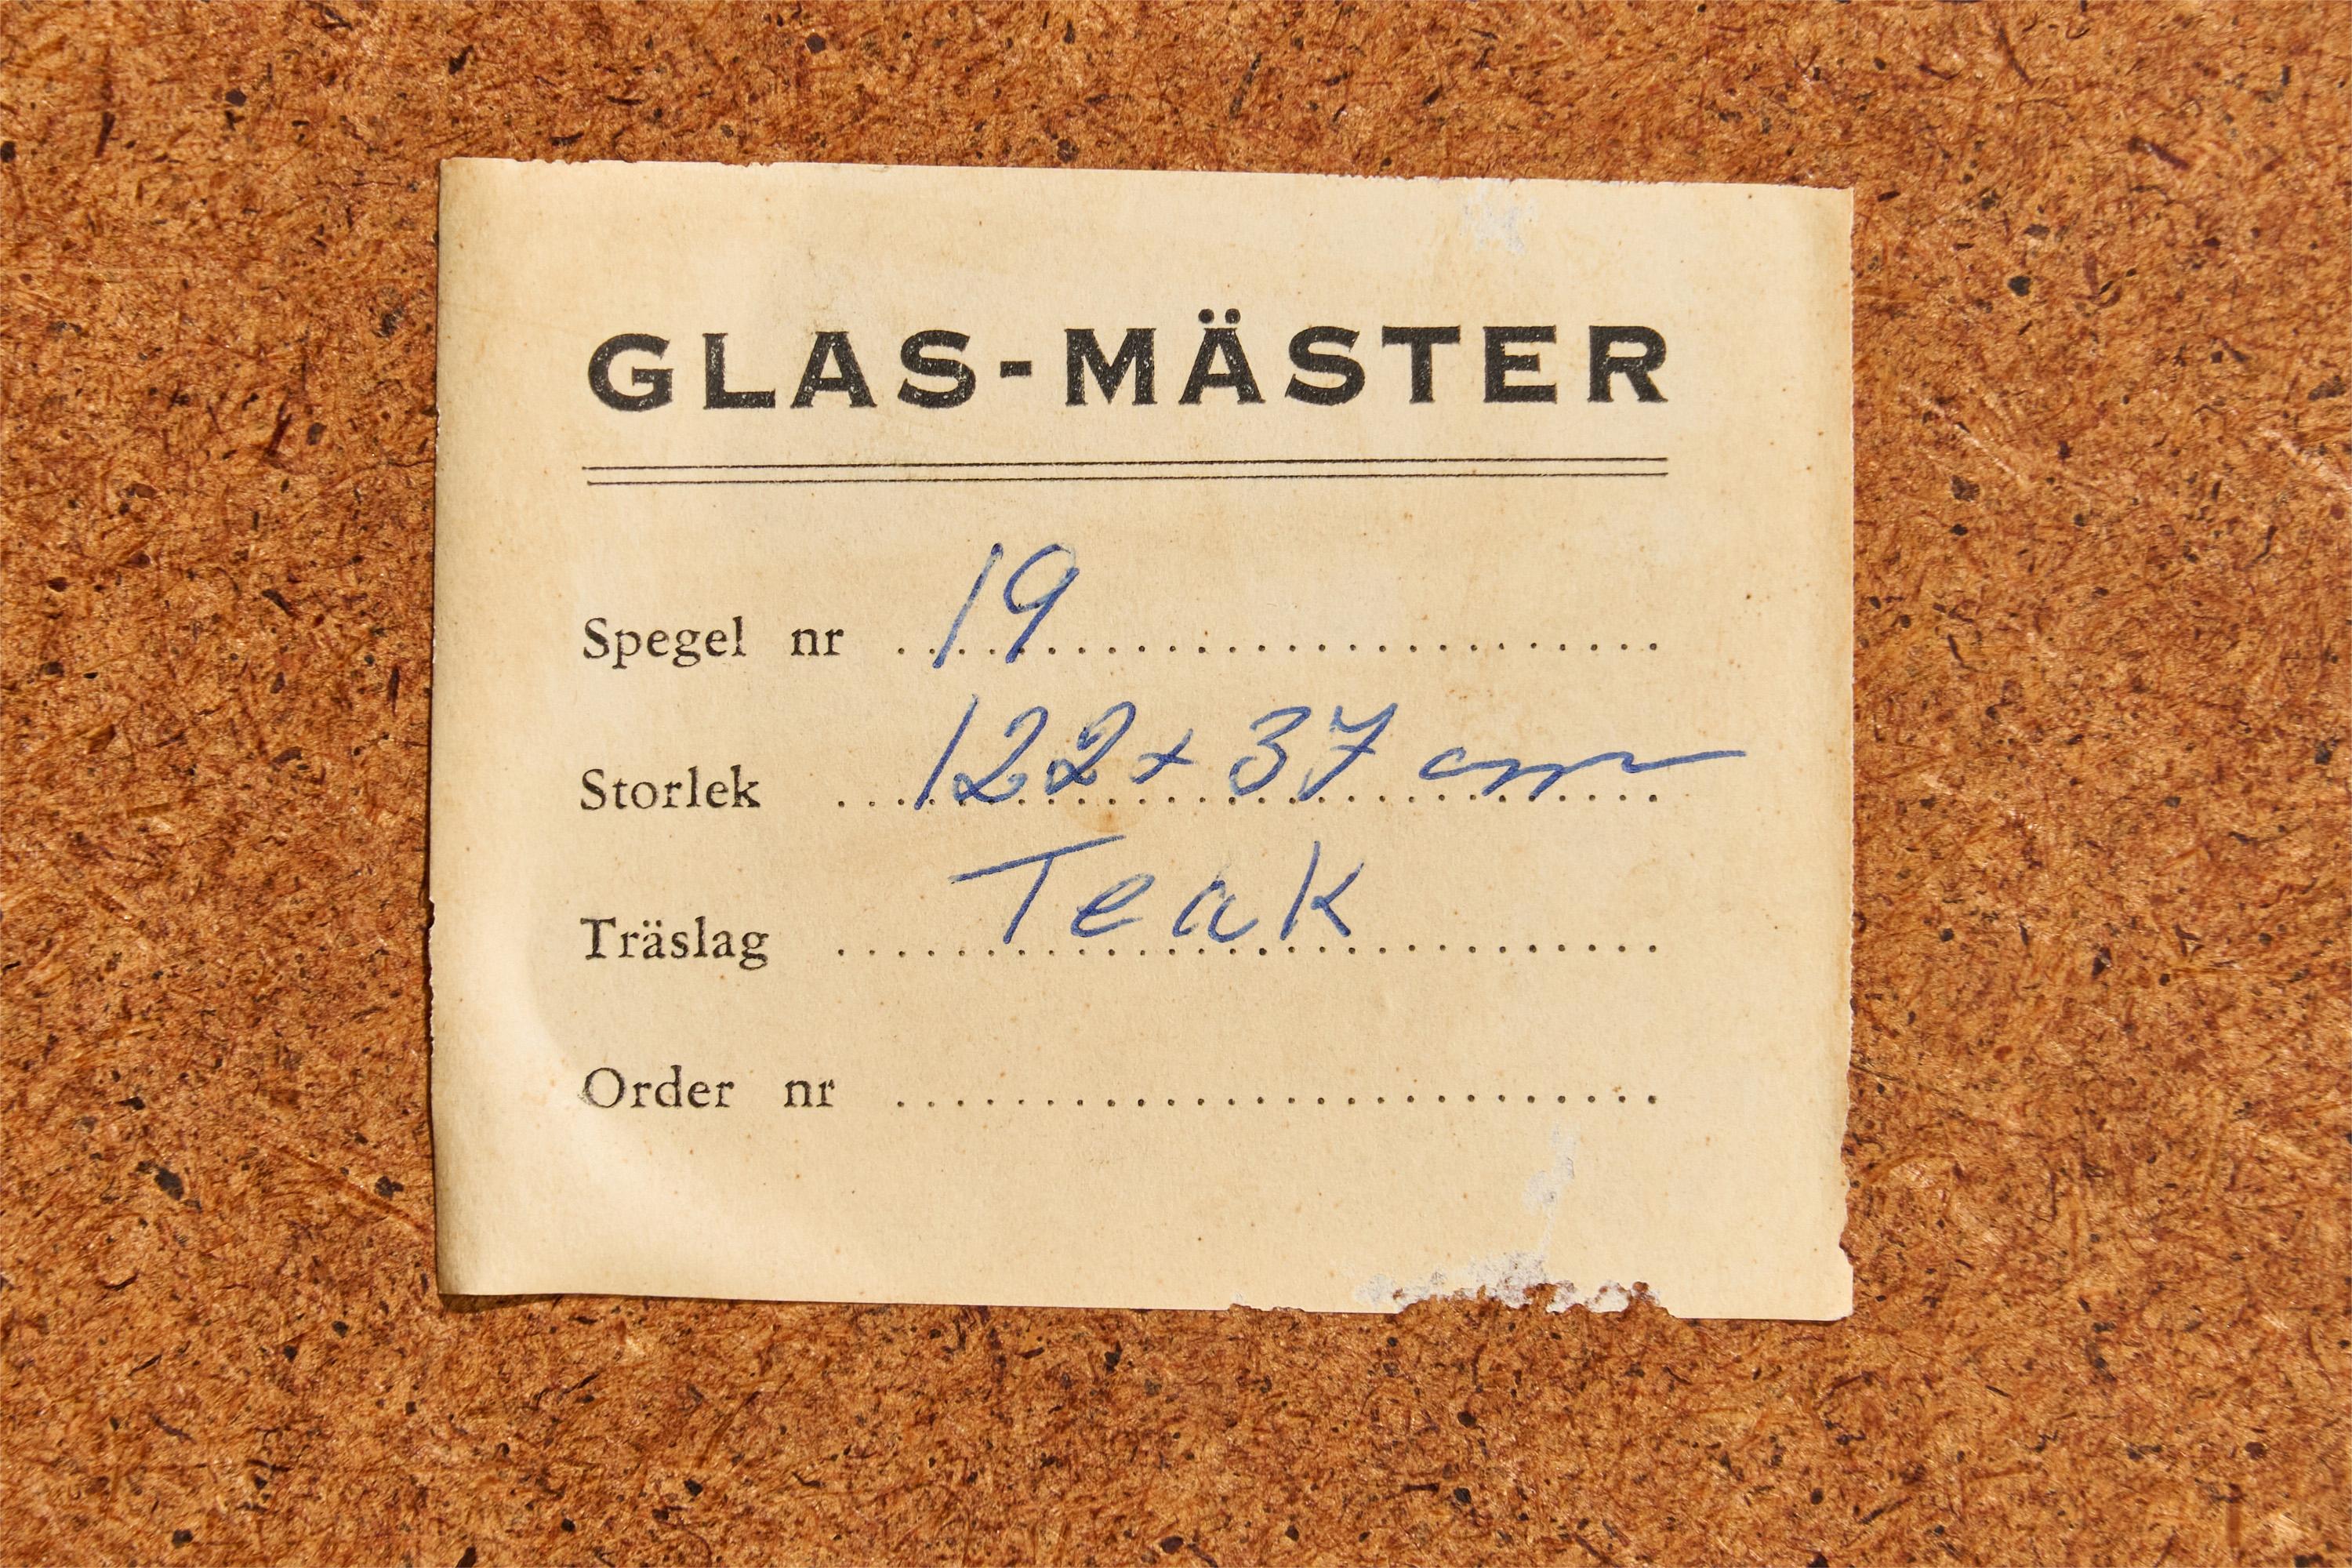 GLAS-MÄSTER
Spegel nr 19
Storlek 122 x 37 cm
Träslag Teak
Order nr